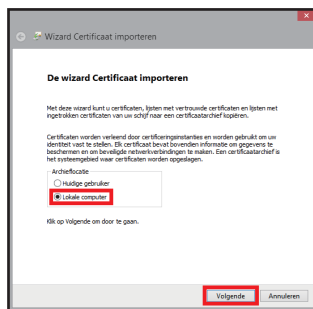 Wizard Certificaat importeren
De wizard Certificaat importeren
Met deze wizard kunt u certificaten, lijsten met vertrouwde certificaten en lijsten met
ingetrokken certificaten van uw schijf naar een certificaatarchief kopiëren.
Certificaten worden verleend door certificeringsinstanties en worden gebruikt om uw
identiteit vast te stellen. Elk certificaat bevat bovendien informatie om gegevens te
beschermen en om beveiligde netwerkverbindingen te maken. Een certificaatarchief is
het systeemgebied waar certificaten worden opgeslagen.
Archieflocatie
Huidige gebruiker
Lokale computer
Klik op Volgende om door te gaan.
Volgende Annuleren